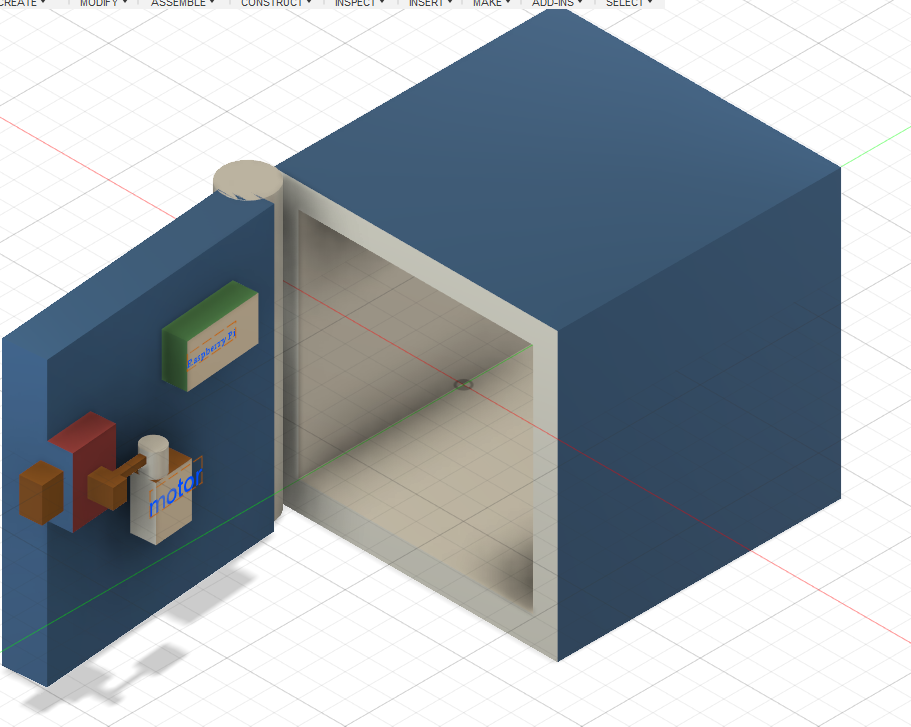 CREATE MODIFY ASSEMBLE CONSTRUCT INSPECT INSERT MAKE ADD-INS SELECT
Raspberry Pi
motor